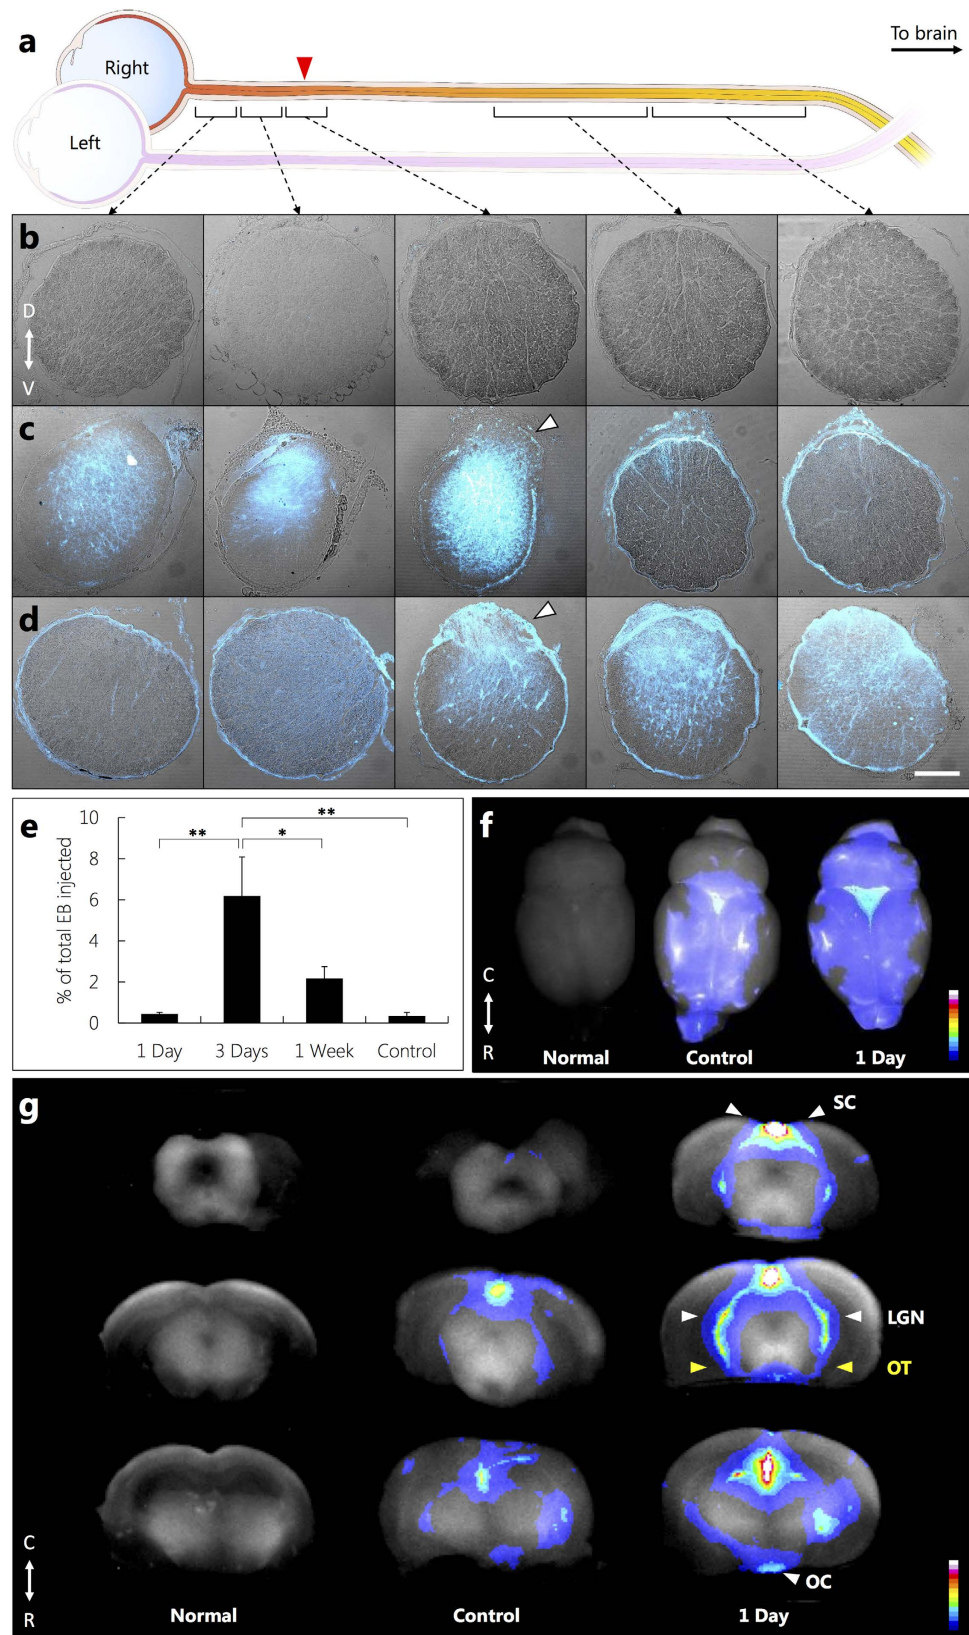 a
To brain
Right
Left
b
D
V
c
d
e
% of total EB injected
10
8
6
4
2
0
**
*
**
1 Day
3 Days
1 Week
Control
f
C
R
Normal
Control
1 Day
g
SC
LGN
OT
OC
C
R
Normal
Control
1 Day